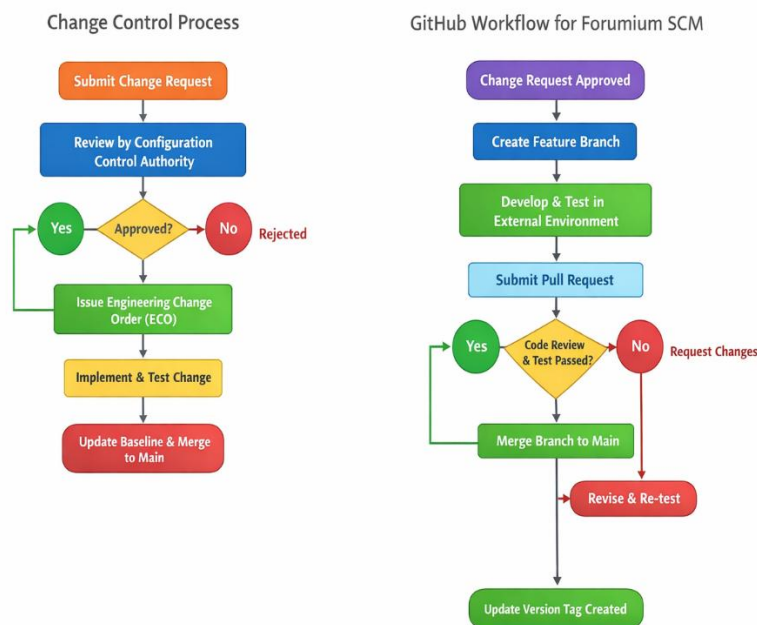 Change Control Process
Submit Change Request
Review by Configuration
Control Authority
Yes
Approved?
No
Rejected
Issue Engineering Change
Order (ECO)
Implement & Test Change
Update Baseline & Merge
to Main
GitHub Workflow for Forumium SCM
Change Request Approved
Create Feature Branch
Develop & Test in
External Environment
Submit Pull Request
Yes
Code Review
& Test Passed?
No
Request Changes
Merge Branch to Main
Revise & Re-test
Update Version Tag Created